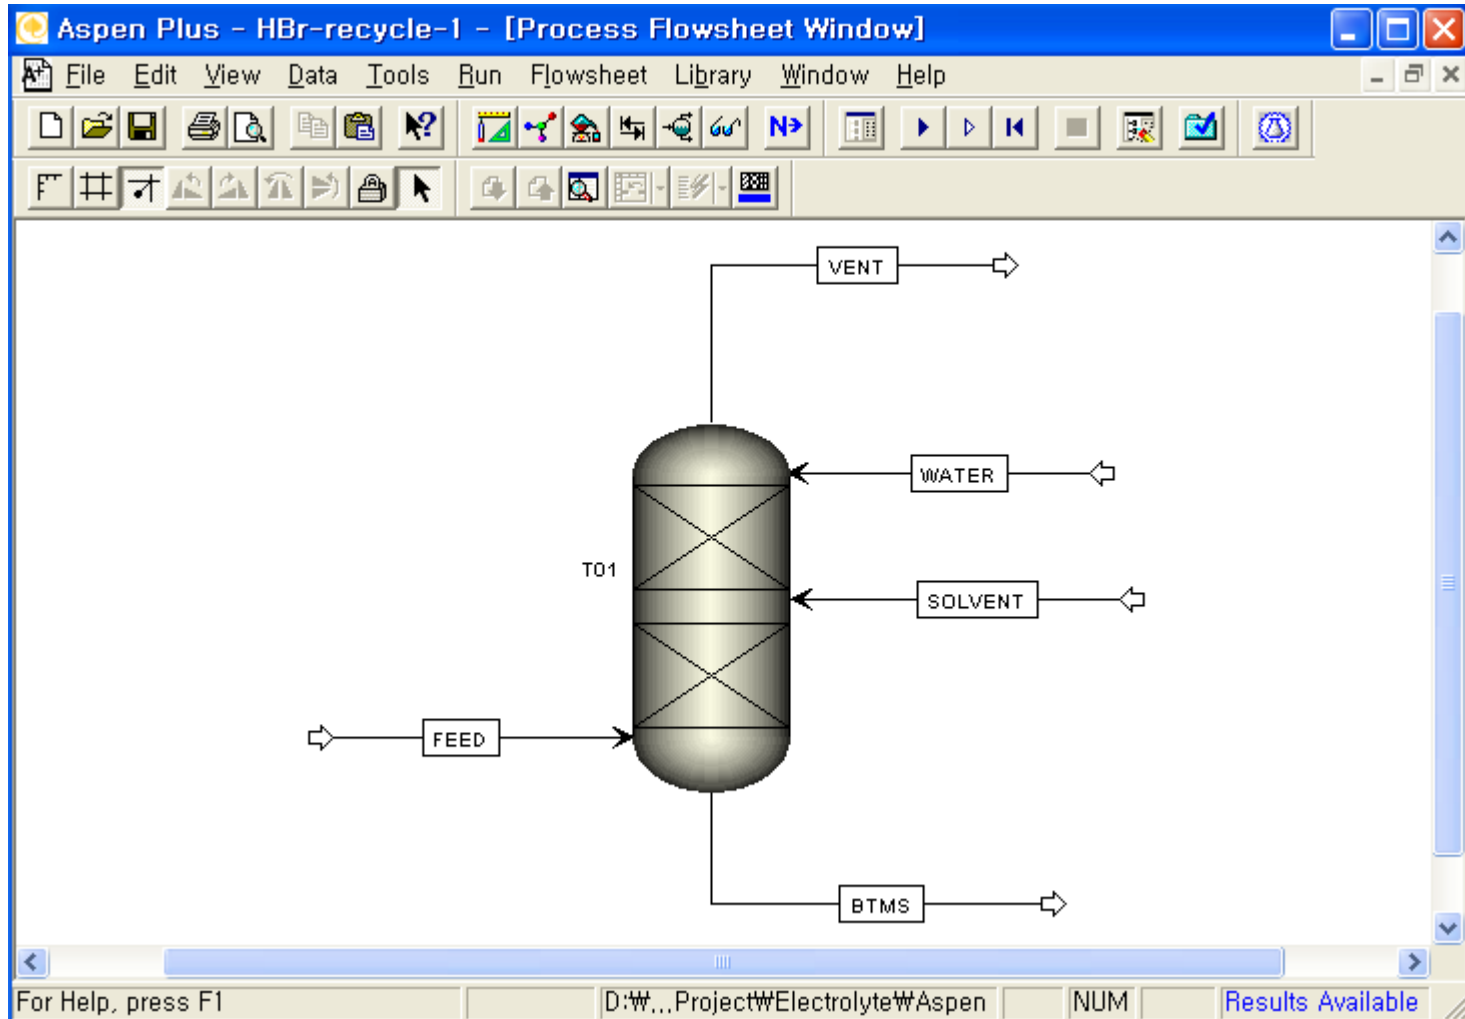 Aspen Plus - HBr-recycle-1 - [Process Flowsheet Window]
File Edit View Data Tools Run Flowsheet Library Window Help
N
VENT
WATER
T01
SOLVENT
FEED
BTMS
For Help, press F1
D:₩,,,Project₩Electrolyte₩Aspen
NUM
Results Available